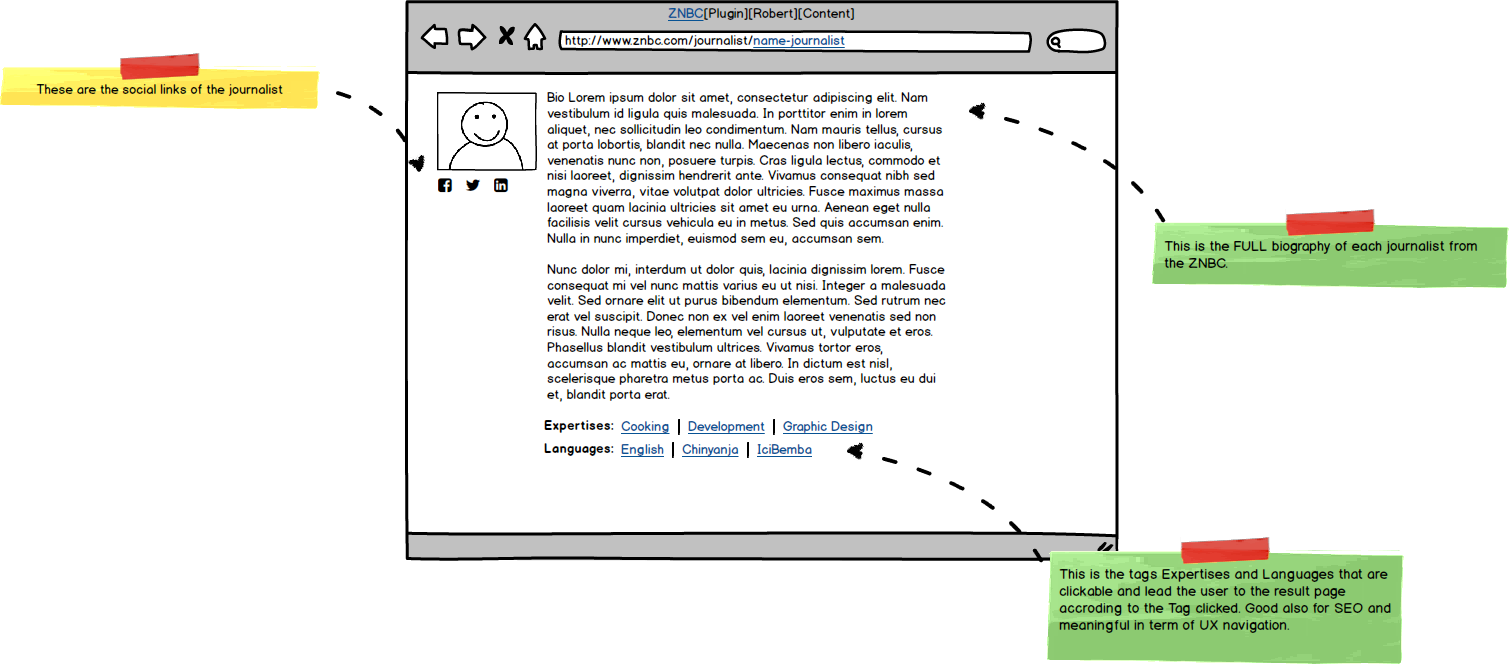 ZNBC[Plugin][Robert][Content]
http://www.znbc.com/journalist/name-journalist
These are the social links of the journalist
Bio Lorem ipsum dolor sit amet, consectetur adipiscing elit. Nam
vestibulum id ligula quis malesuada. In porttitor enim in lorem
aliquet, nec sollicitudin leo condimentum. Nam mauris tellus, cursus
at porta lobortis, blandit nec nulla. Maecenas non libero iaculis,
venenatis nunc non, posuere turpis. Cras ligula lectus, commodo et
nisi laoreet, dignissim hendrerit ante. Vivamus consequat nibh sed
magna viverra, vitae volutpat dolor ultricies. Fusce maximus massa
laoreet quam lacinia ultricies sit amet eu urna. Aenean eget nulla
facilisis velit cursus vehicula eu in metus. Sed quis accumsan enim.
Nulla in nunc imperdiet, euismod sem eu, accumsan sem.
Nunc dolor mi, interdum ut dolor quis, lacinia dignissim lorem. Fusce
consequat mi vel nunc mattis varius eu ut nisi. Integer a malesuada
velit. Sed ornare elit ut purus bibendum elementum. Sed rutrum nec
erat vel suscipit. Donec non ex vel enim laoreet venenatis sed non
risus. Nulla neque leo, elementum vel cursus ut, vulputate et eros.
Phasellus blandit vestibulum ultrices. Vivamus tortor eros,
accumsan ac mattis eu, ornare at libero. In dictum est nisl,
scelerisque pharetra metus porta ac. Duis eros sem, luctus eu dui
et, blandit porta erat.
Expertises: Cooking | Development | Graphic Design
Languages: English | Chinyanja | IciBemba
This is the FULL biography of each journalist from
the ZNBC.
This is the tags Expertises and Languages that are
clickable and lead the user to the result page
accroding to the Tag clicked. Good also for SEO and
meaningful in term of UX navigation.